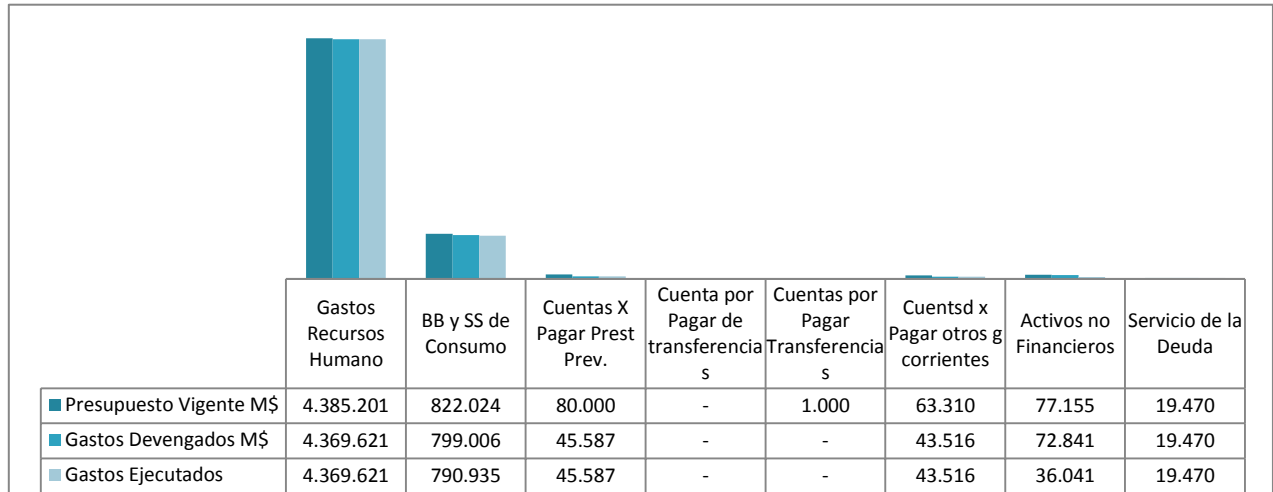 Gastos
Recursos
Humano
BB y SS de
Consumo
Cuentas X
Pagar Prest
Prev.
Cuenta por
Pagar de
transferencia
s
Cuentas por
Pagar
Transferencia
s
Cuentsd x
Pagar otros g
corrientes
Activos no
Financieros
Servicio de la
Deuda
Presupuesto Vigente M$ 4.385.201 822.024 80.000 - 1.000 63.310 77.155 19.470
Gastos Devengados M$ 4.369.621 799.006 45.587 - - 43.516 72.841 19.470
Gastos Ejecutados 4.369.621 790.935 45.587 - - 43.516 36.041 19.470